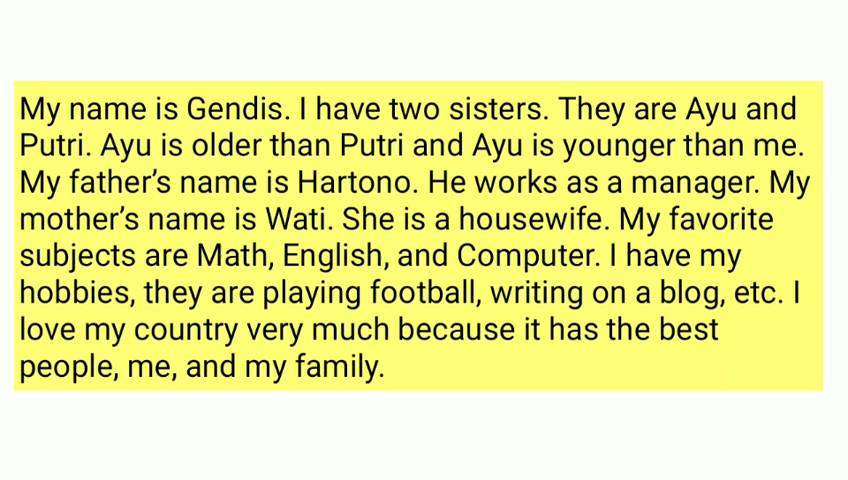 My name is Gendis. I have two sisters. They are Ayu and
Putri. Ayu is older than Putri and Ayu is younger than me.
My father’s name is Hartono. He works as a manager. My
mother’s name is Wati. She is a housewife. My favorite
subjects are Math, English, and Computer. I have my
hobbies, they are playing football, writing on a blog, etc. I
love my country very much because it has the best
people, me, and my family.